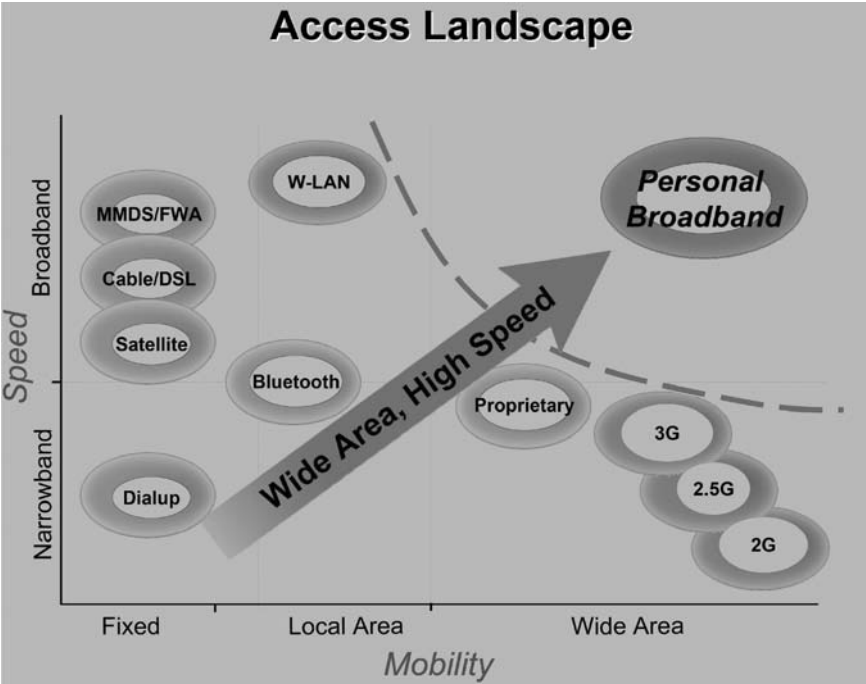 Access Landscape
Speed
Broadband
Narrowband
MMDS/FWA
Cable/DSL
Satellite
Dialup
W-LAN
Bluetooth
Wide Area, High Speed
Personal
Broadband
Proprietary
3G
2.5G
2G
Fixed
Local Area
Wide Area
Mobility